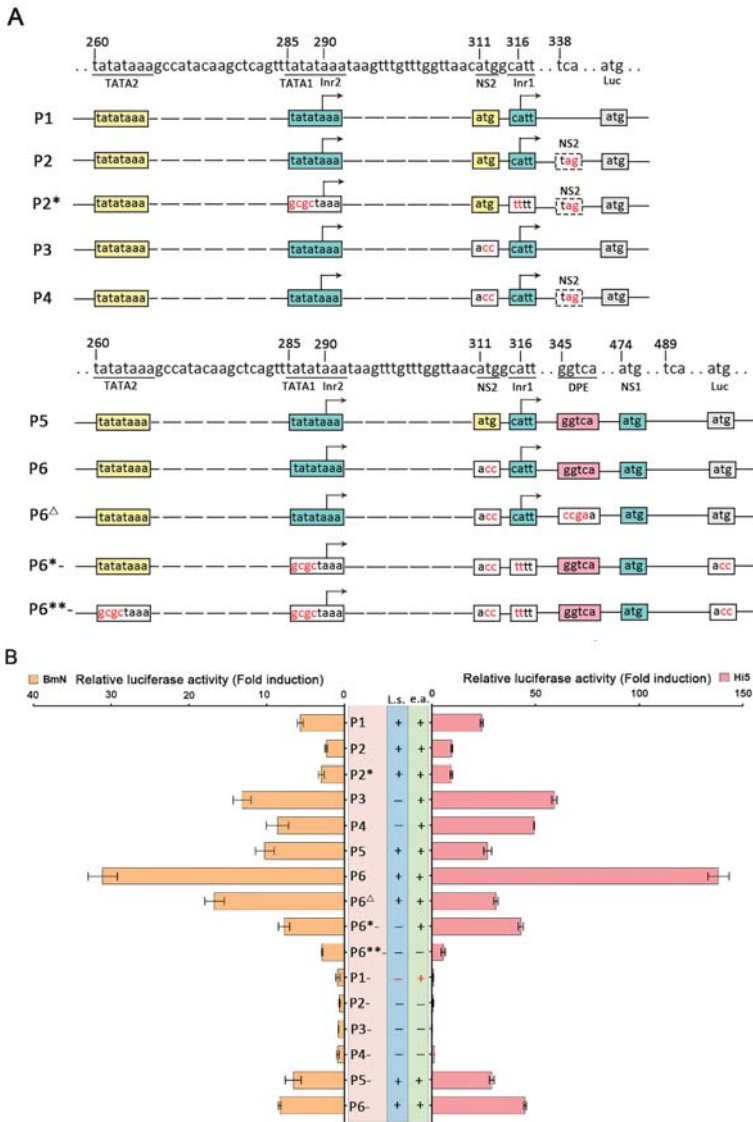 A
260 285 290 311 316 338
. . tatataaagccatacaagctcagtttatataaataagtttgtttggttaacatggcatt . . tca . . atg . .
TATA2 TATA1 Inr2 NS2 Inr1 Luc
P1 tatataaa tatataaa atg catt atg
NS2
P2 tatataaa tatataaa atg catt tag atg
NS2
P2* tatataaa gcgctaaa atg tttt tag atg
P3 tatataaa tatataaa acc catt atg
NS2
P4 tatataaa tatataaa acc catt tag atg
260 285 290 311 316 345 474 489
. . tatataaagccatacaagctcagtttatataaataagtttgtttggttaacatggcatt . . ggtca . . atg . . tca . . atg . .
TATA2 TATA1 Inr2 NS2 Inr1 DPE NS1 Luc
P5 tatataaa tatataaa atg catt ggtca atg atg
P6 tatataaa tatataaa acc catt ggtca atg atg
P6△ tatataaa tatataaa acc catt ccgaa atg atg
P6*- tatataaa gcgctaaa acc tttt ggtca atg acc
P6**- gcgctaaa gcgctaaa acc tttt ggtca atg acc
B
BmN Relative luciferase activity (Fold induction) Relative luciferase activity (Fold induction) Hi5
40 30 20 10 0 L.s. e.a. 0 50 100 150
P1 + +
P2 + +
P2* + +
P3 – +
P4 – +
P5 + +
P6 + +
P6△ + +
P6*- – +
P6**- – –
P1- – +
P2- – –
P3- – –
P4- – –
P5- + +
P6- + +